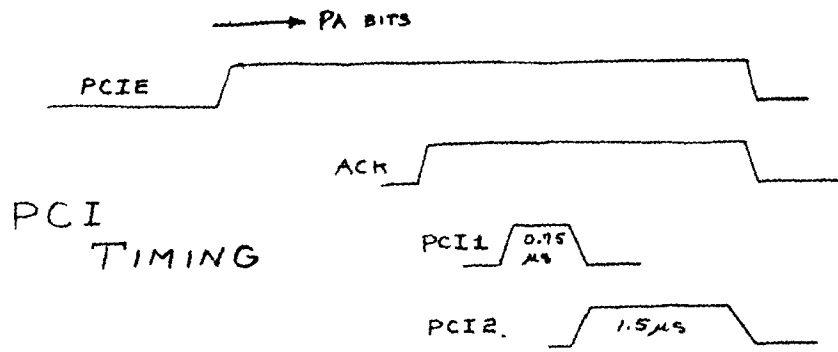 PA BITS
PCIE
ACK
PCI
TIMING
PCI1
0.75
μs
PCI2.
1.5μs